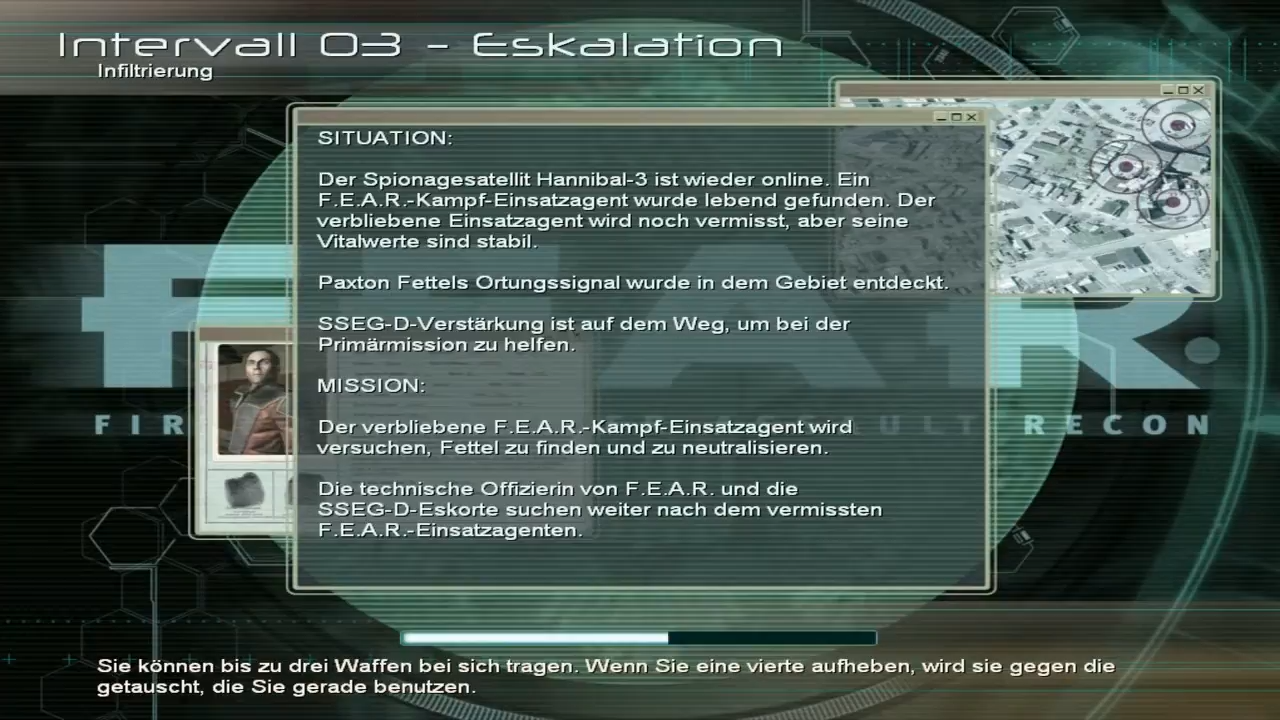 Intervall 03 - Eskalation
Infiltrierung
SITUATION:
Der Spionagesatellit Hannibal-3 ist wieder online. Ein
F.E.A.R.-Kampf-Einsatzagent wurde lebend gefunden. Der
verbliebene Einsatzagent wird noch vermisst, aber seine
Vitalwerte sind stabil.
Paxton Fettels Ortungssignal wurde in dem Gebiet entdeckt.
SSEG-D-Verstärkung ist auf dem Weg, um bei der
Primärmission zu helfen.
MISSION:
Der verbliebene F.E.A.R.-Kampf-Einsatzagent wird
versuchen, Fettel zu finden und zu neutralisieren.
Die technische Offizierin von F.E.A.R. und die
SSEG-D-Eskorte suchen weiter nach dem vermissten
F.E.A.R.-Einsatzagenten.
F.E.A.R.
FIR ULT RECON
Sie können bis zu drei Waffen bei sich tragen. Wenn Sie eine vierte aufheben, wird sie gegen die
getauscht, die Sie gerade benutzen.